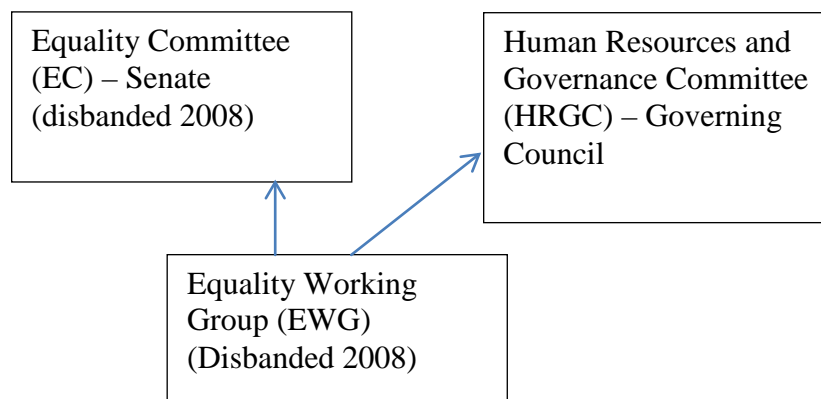 Equality Committee
(EC) – Senate
(disbanded 2008)
Human Resources and
Governance Committee
(HRGC) – Governing
Council
Equality Working
Group (EWG)
(Disbanded 2008)